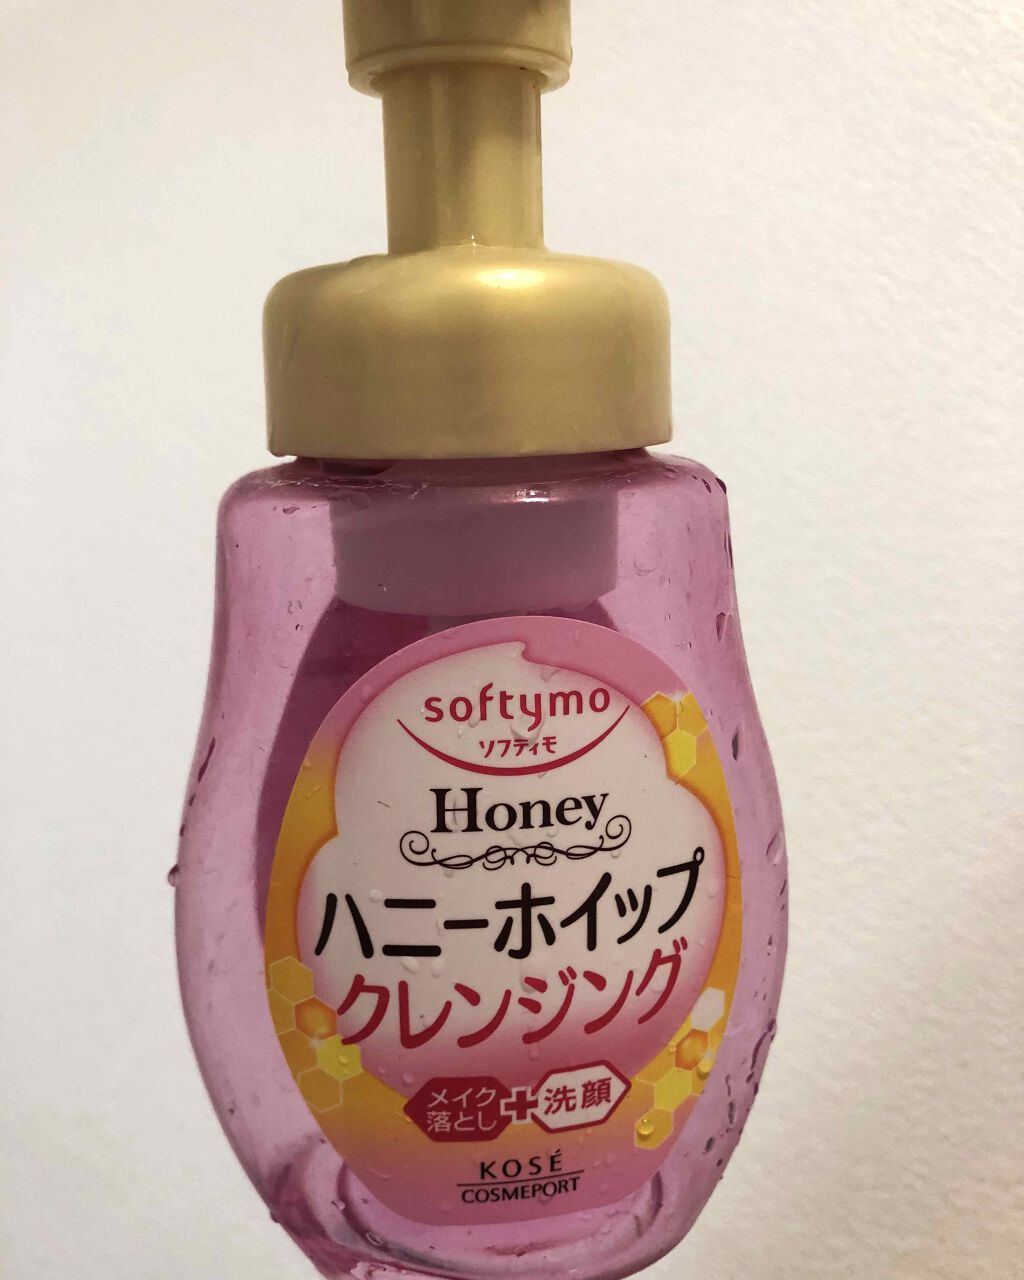 softymo
ソフティモ
Honey
ハニーホイップ
クレンジング
メイク
落とし
+
洗顔
KOSÉ
COSMEPORT